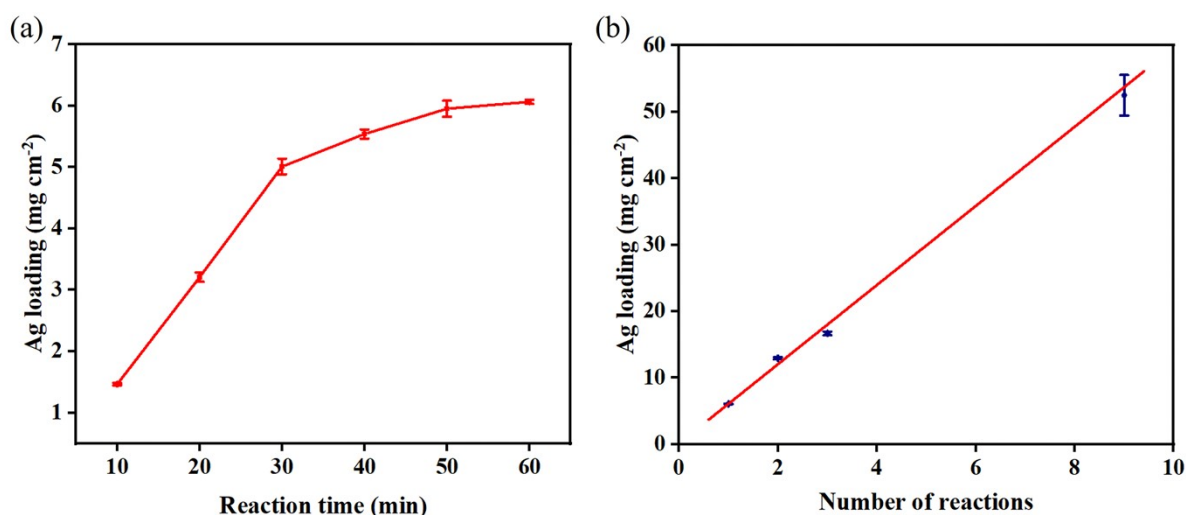 (a)
7
6
5
4
3
2
1
Ag loading (mg cm⁻²)
10 20 30 40 50 60
Reaction time (min)
(b)
60
50
40
30
20
10
0
Ag loading (mg cm⁻²)
0 2 4 6 8 10
Number of reactions